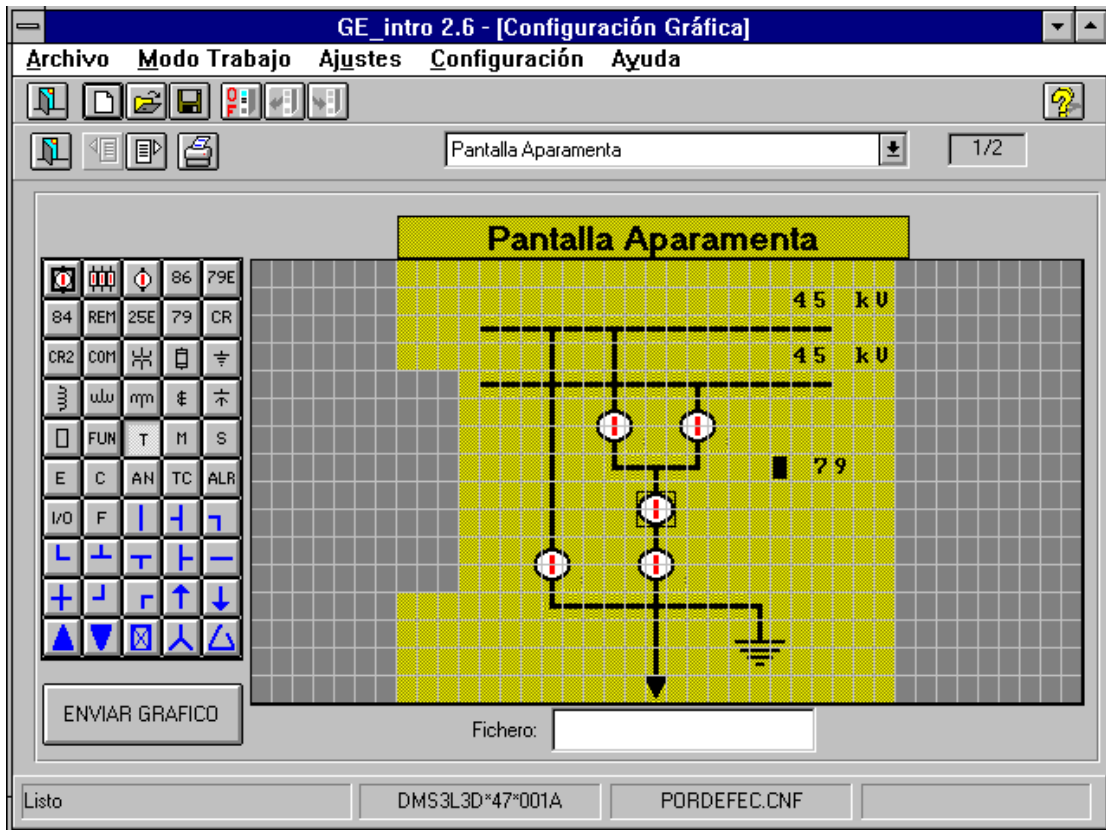 GE_intro 2.6 - [Configuración Gráfica]
Archivo Modo Trabajo Ajustes Configuración Ayuda
OF
Pantalla Aparamenta 1/2
Pantalla Aparamenta
86 79E
84 REM 25E 79 CR
CR2 COM
FUN T M S
E C AN TC ALR
I/O F
45 kV
45 kV
79
ENVIAR GRAFICO
Fichero:
Listo DMS3L3D*47*001A PORDEFEC.CNF